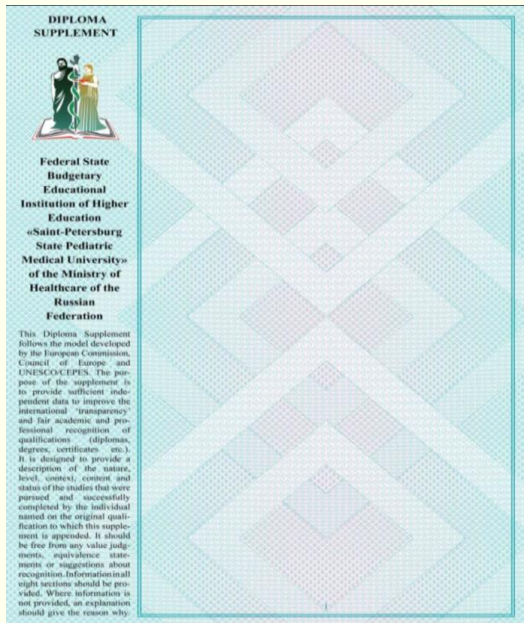 DIPLOMA
SUPPLEMENT
Federal State
Budgetary
Educational
Institution of Higher
Education
«Saint-Petersburg
State Pediatric
Medical University»
of the Ministry of
Healthcare of the
Russian
Federation
This Diploma Supplement
follows the model developed
by the European Commission,
Council of Europe and
UNESCO/CEPES. The pur-
pose of the supplement is
to provide sufficient inde-
pendent data to improve the
international 'transparency'
and fair academic and pro-
fessional recognition of
qualifications (diplomas,
degrees, certificates etc.).
It is designed to provide a
description of the nature,
level, context, content and
status of the studies that were
pursued and successfully
completed by the individual
named on the original quali-
fication to which this supple-
ment is appended. It should
be free from any value judg-
ments, equivalence state-
ments or suggestions about
recognition. Information in all
eight sections should be pro-
vided. Where information is
not provided, an explanation
should give the reason why.
1